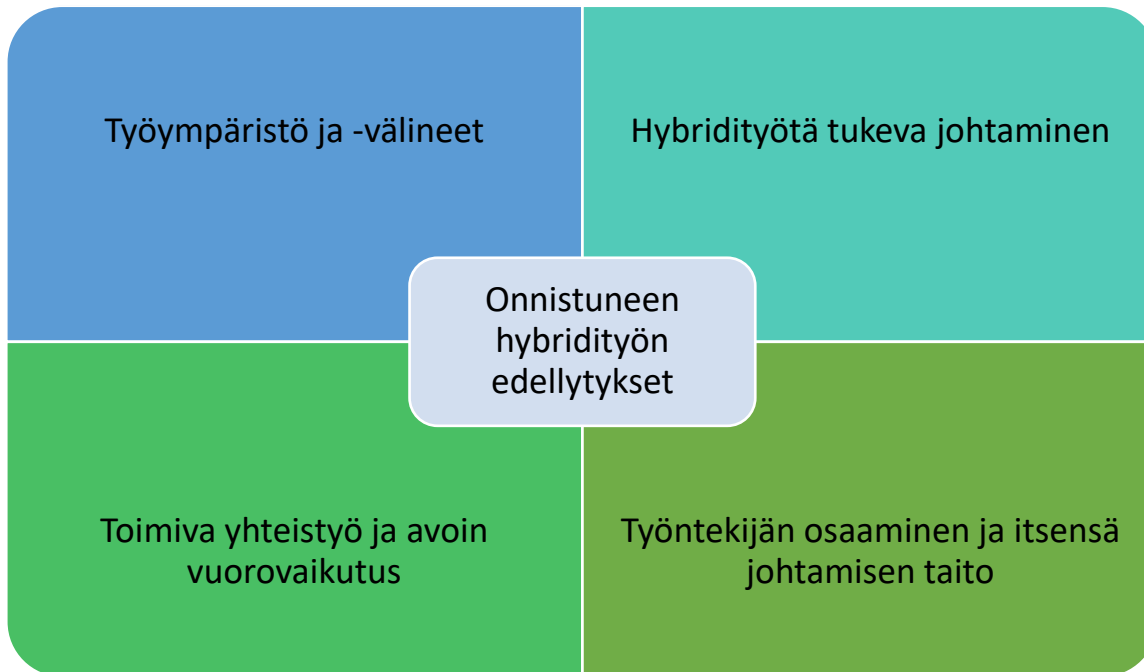 Työympäristö ja -välineet
Hybridityötä tukeva johtaminen
Onnistuneen
hybridityön
edellytykset
Toimiva yhteistyö ja avoin
vuorovaikutus
Työntekijän osaaminen ja itsensä
johtamisen taito